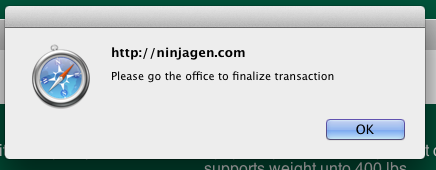 http://ninjagen.com
Please go the office to finalize transaction
OK
supports weight upto 400 lbs